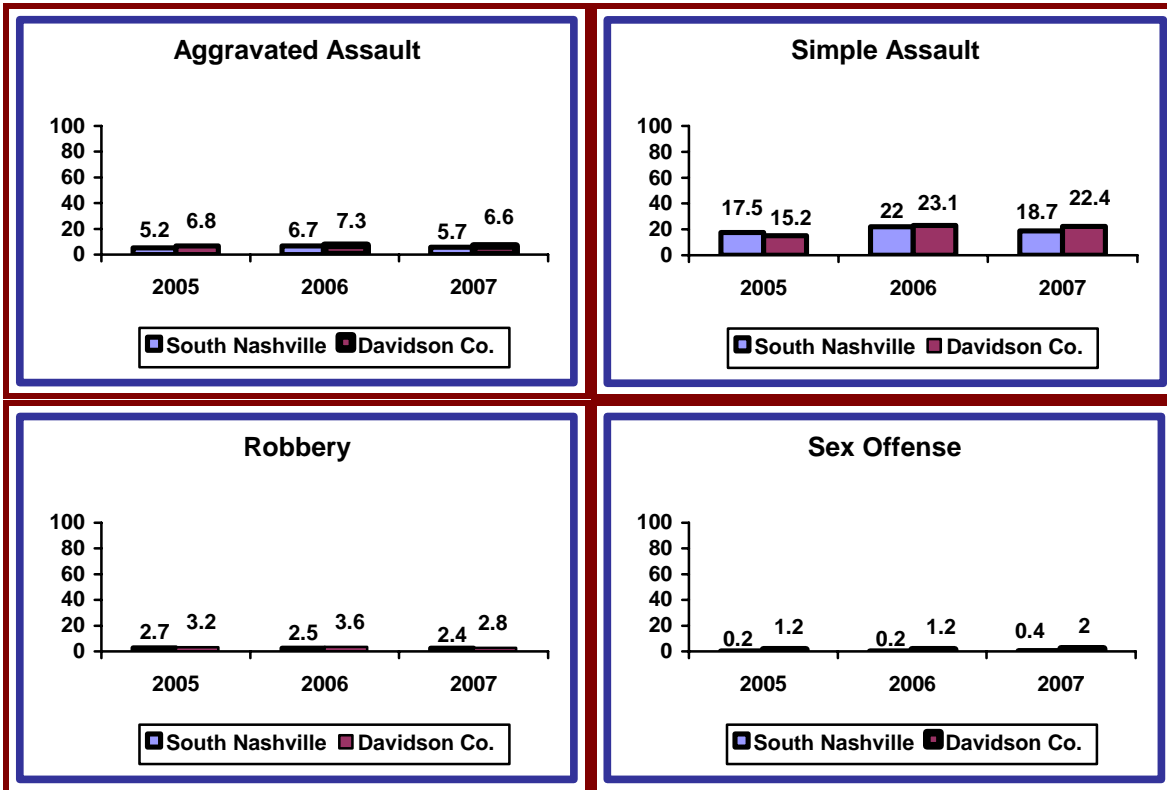 Aggravated Assault
100
80
60
40
20
0
5.2 6.8 6.7 7.3 5.7 6.6
2005 2006 2007
South Nashville Davidson Co.
Simple Assault
100
80
60
40
20
0
17.5 15.2 22 23.1 18.7 22.4
2005 2006 2007
South Nashville Davidson Co.
Robbery
100
80
60
40
20
0
2.7 3.2 2.5 3.6 2.4 2.8
2005 2006 2007
South Nashville Davidson Co.
Sex Offense
100
80
60
40
20
0
0.2 1.2 0.2 1.2 0.4 2
2005 2006 2007
South Nashville Davidson Co.